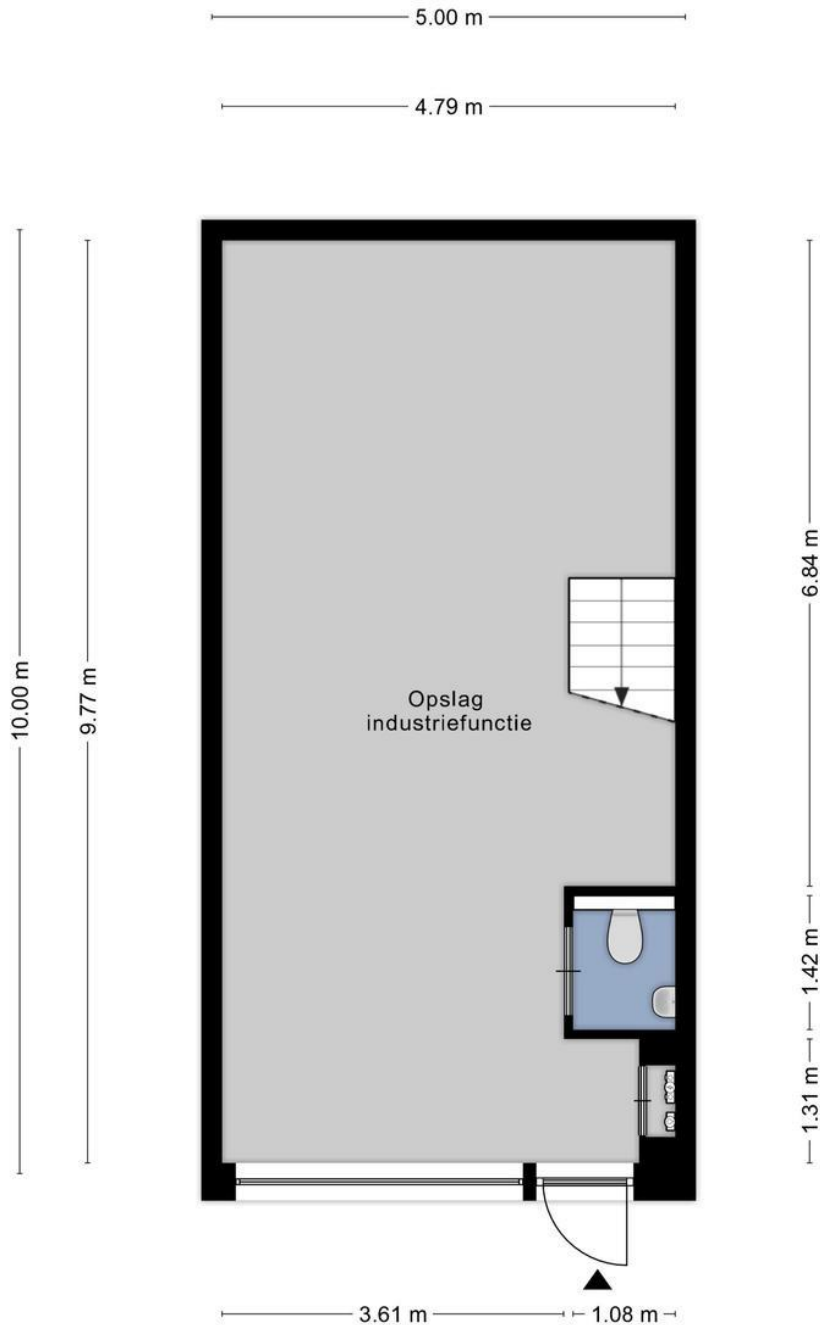 5.00 m
4.79 m
10.00 m
9.77 m
6.84 m
Opslag
industriefunctie
1.42 m
1.31 m
3.61 m
1.08 m